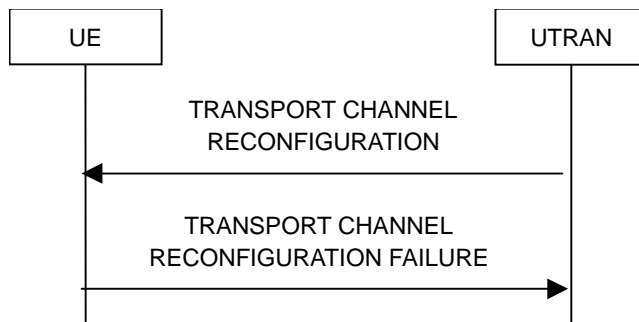 UE
UTRAN
TRANSPORT CHANNEL
RECONFIGURATION
TRANSPORT CHANNEL
RECONFIGURATION FAILURE